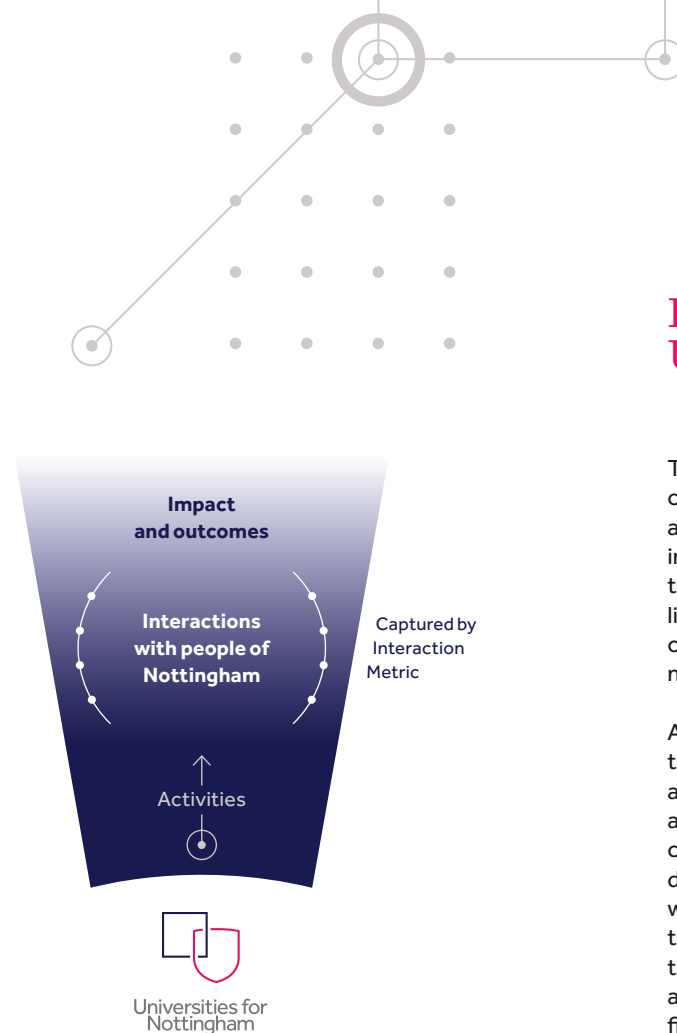 Impact
and outcomes
Interactions
with people of
Nottingham
Captured by
Interaction
Metric
Activities
Universities for
Nottingham